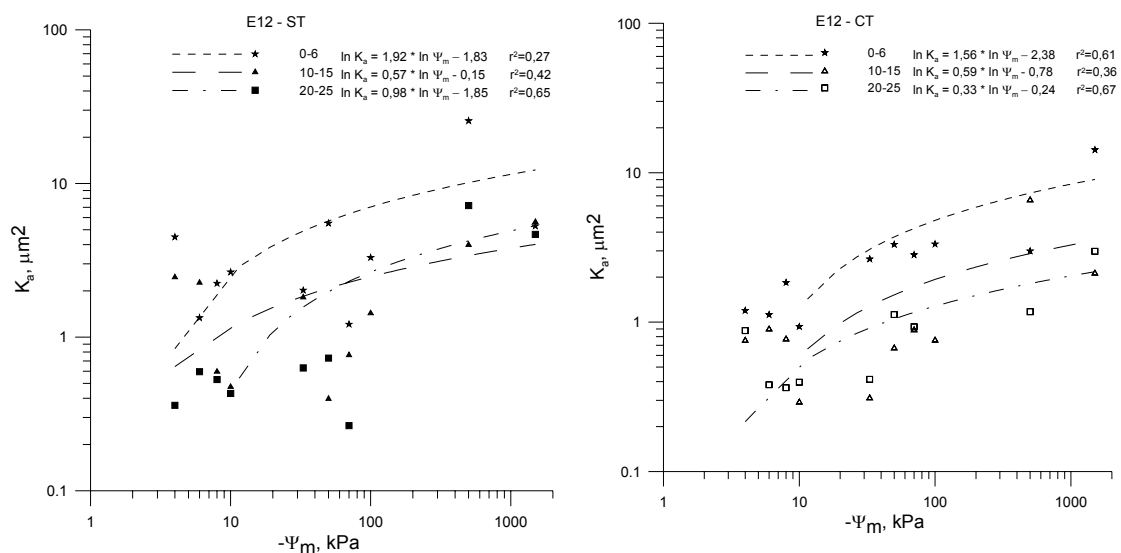 E12 - ST
0-6 ln Kₐ = 1,92 * ln Ψₘ – 1,83 r²=0,27
10-15 ln Kₐ = 0,57 * ln Ψₘ - 0,15 r²=0,42
20-25 ln Kₐ = 0,98 * ln Ψₘ – 1,85 r²=0,65
100
10
1
0.1
Kₐ, μm2
1 10 100 1000
-Ψₘ, kPa
E12 - CT
0-6 ln Kₐ = 1,56 * ln Ψₘ – 2,38 r²=0,61
10-15 ln Kₐ = 0,59 * ln Ψₘ - 0,78 r²=0,36
20-25 ln Kₐ = 0,33 * ln Ψₘ – 0,24 r²=0,67
100
10
1
0.1
Kₐ, μm2
1 10 100 1000
-Ψₘ, kPa